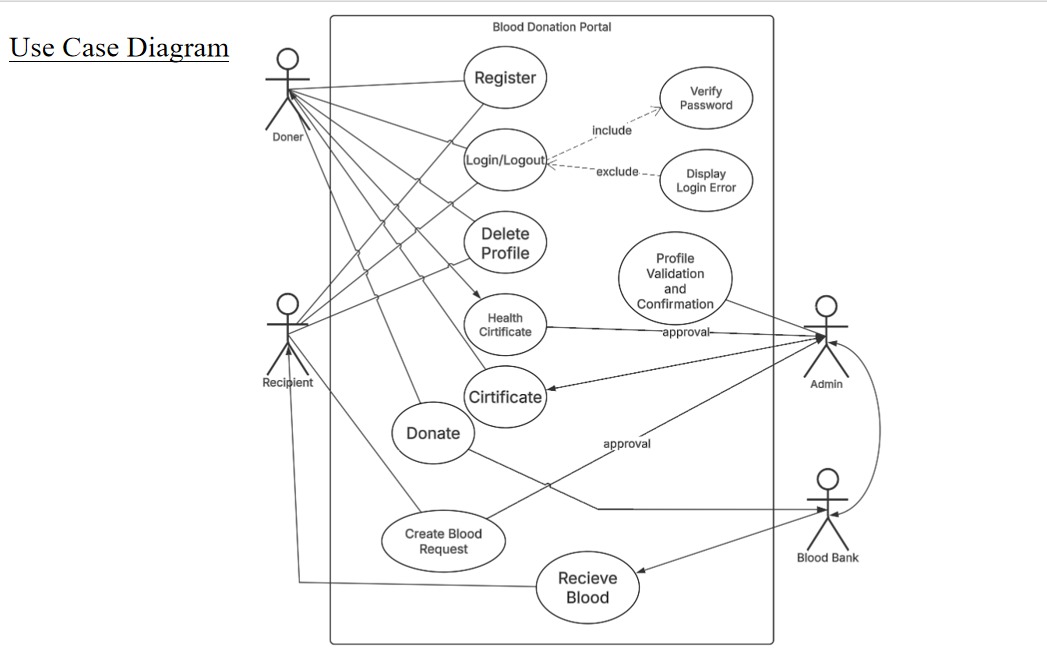 Use Case Diagram
Blood Donation Portal
Doner
Register
Verify
Password
include
Login/Logout
exclude
Display
Login Error
Delete
Profile
Profile
Validation
and
Confirmation
Health
Cirtificate
approval
Recipient
Admin
Cirtificate
Donate
approval
Create Blood
Request
Blood Bank
Recieve
Blood